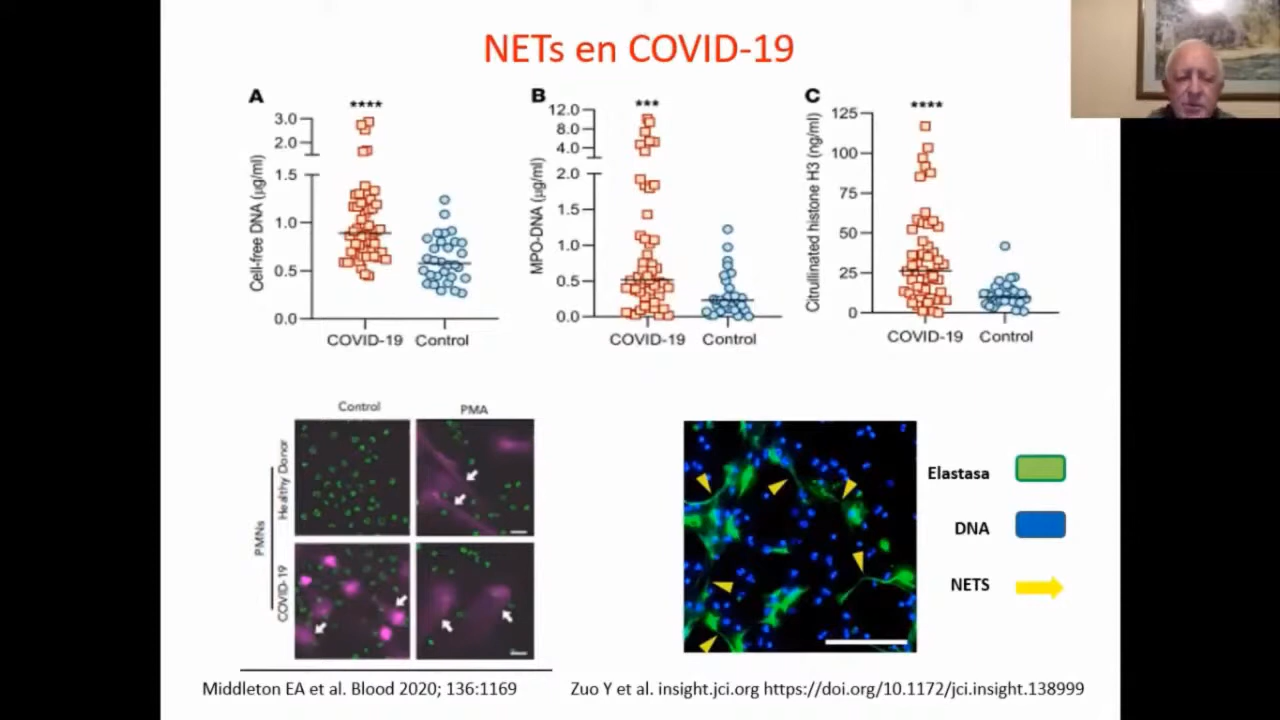 NETs en COVID-19
A
****
Cell-free DNA (µg/ml)
3.0
2.0
1.5
1.0
0.5
0.0
COVID-19 Control
B
***
MPO-DNA (µg/ml)
12.0
8.0
4.0
2.0
1.5
1.0
0.5
0.0
COVID-19 Control
C
****
Citrullinated histone H3 (ng/ml)
125
100
75
50
25
0
COVID-19 Control
Control
PMA
PMNs
Healthy Donor
COVID-19
Elastasa
DNA
NETS
Middleton EA et al. Blood 2020; 136:1169
Zuo Y et al. insight.jci.org https://doi.org/10.1172/jci.insight.138999